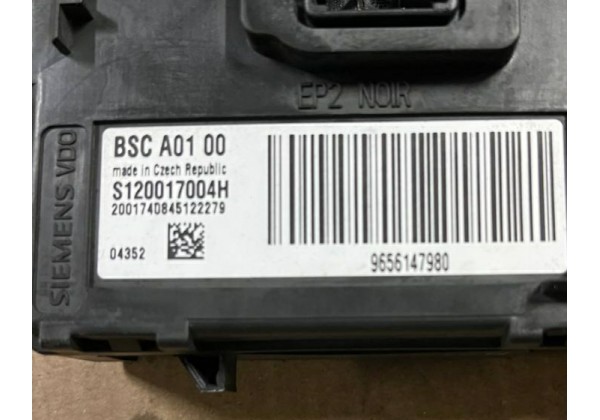 EP2 NOIR
SIEMENS VDO
BSC A01 00
made in Czech Republic
S120017004H
2001740845122279
04352
9656147980